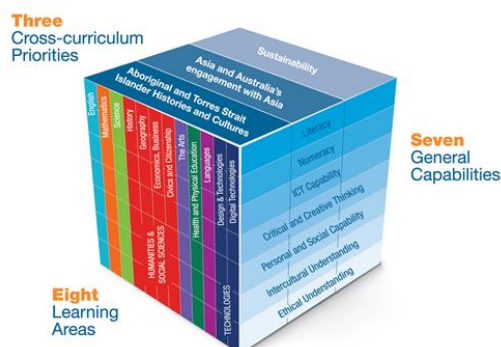 Three
Cross-curriculum
Priorities
Sustainability
Asia and Australia's
engagement with Asia
Aboriginal and Torres Strait
Islander Histories and Cultures
English
Mathematics
Science
History
Geography
Economics, Business
Civics and Citizenship
The Arts
Health and Physical Education
Languages
Design & Technologies
Digital Technologies
HUMANITIES &
SOCIAL SCIENCES
TECHNOLOGIES
Literacy
Numeracy
ICT Capability
Critical and Creative Thinking
Personal and Social Capability
Intercultural Understanding
Ethical Understanding
Seven
General
Capabilities
Eight
Learning
Areas